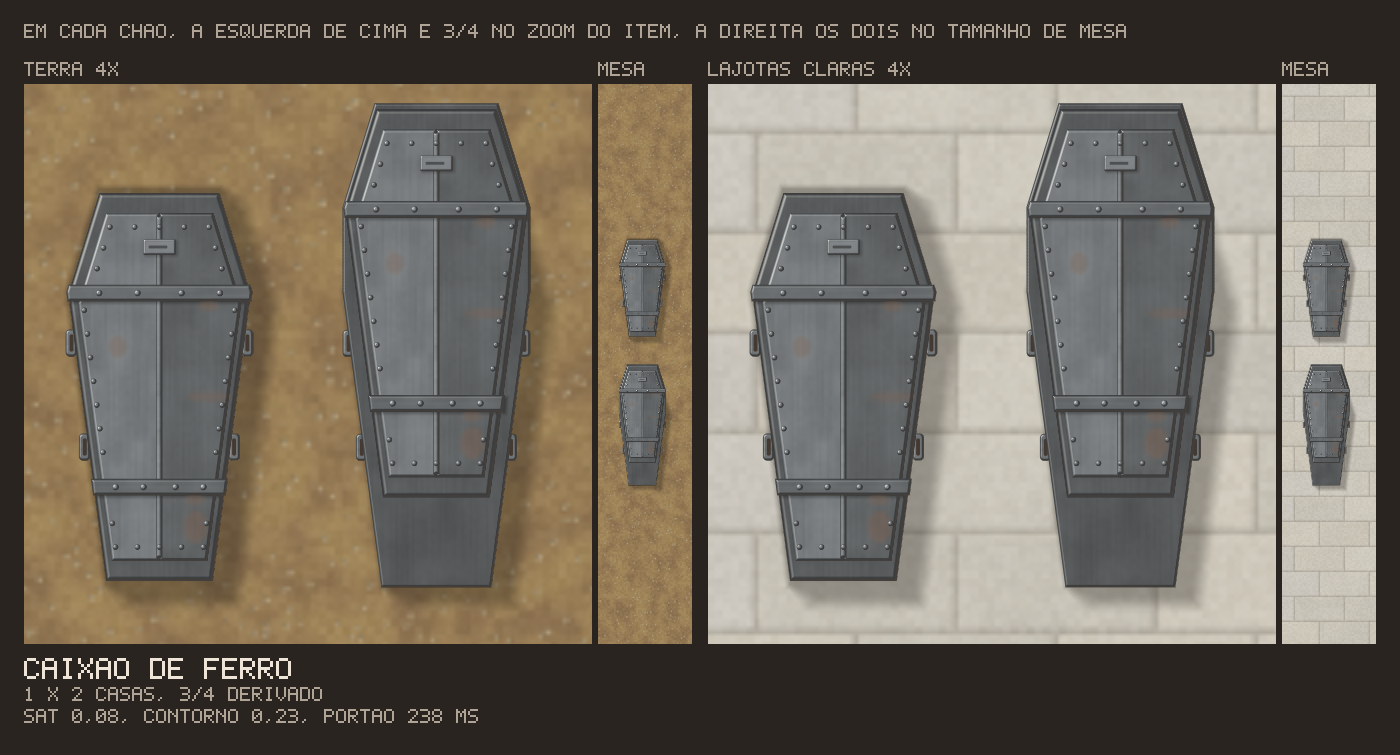 EM CADA CHAO, A ESQUERDA DE CIMA E 3/4 NO ZOOM DO ITEM, A DIREITA OS DOIS NO TAMANHO DE MESA
TERRA 4X
MESA
LAJOTAS CLARAS 4X
MESA
CAIXAO DE FERRO
1 X 2 CASAS, 3/4 DERIVADO
SAT 0,08, CONTORNO 0,23, PORTAO 238 MS